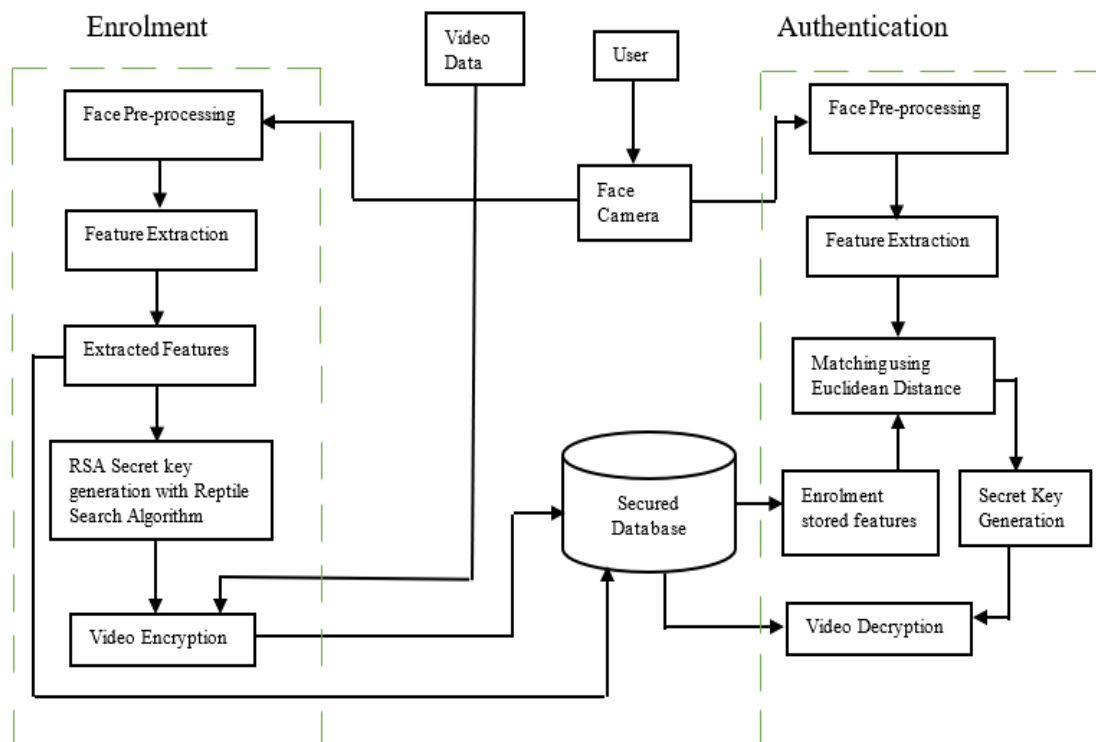 Enrolment
Video
Data
User
Authentication
Face Pre-processing
Feature Extraction
Extracted Features
RSA Secret key
generation with Reptile
Search Algorithm
Video Encryption
Face
Camera
Secured
Database
Face Pre-processing
Feature Extraction
Matching using
Euclidean Distance
Enrolment
stored features
Secret Key
Generation
Video Decryption